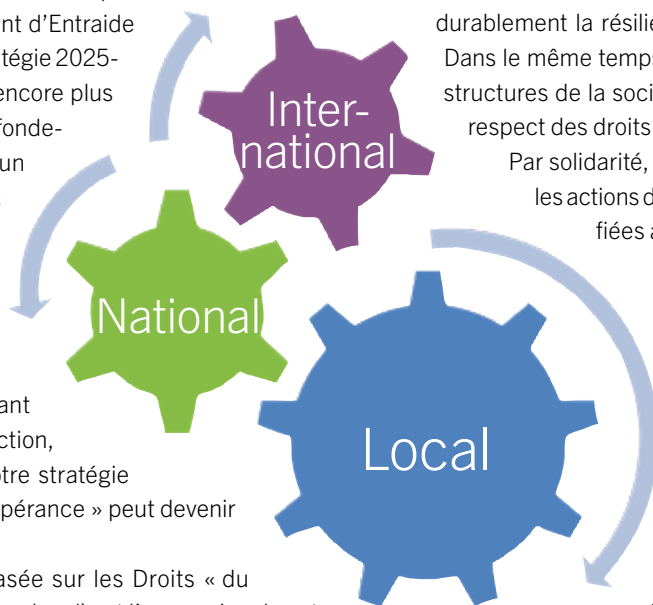 nt d’Entraide
tégie 2025-
encore plus
fonde-
un
ant
ction,
otre stratégie
pérance » peut devenir
asée sur les Droits « du
Inter-
national
National
Local
durablement la résilie
Dans le même temps
structures de la soci
respect des droits
Par solidarité,
les actions d
fiées a